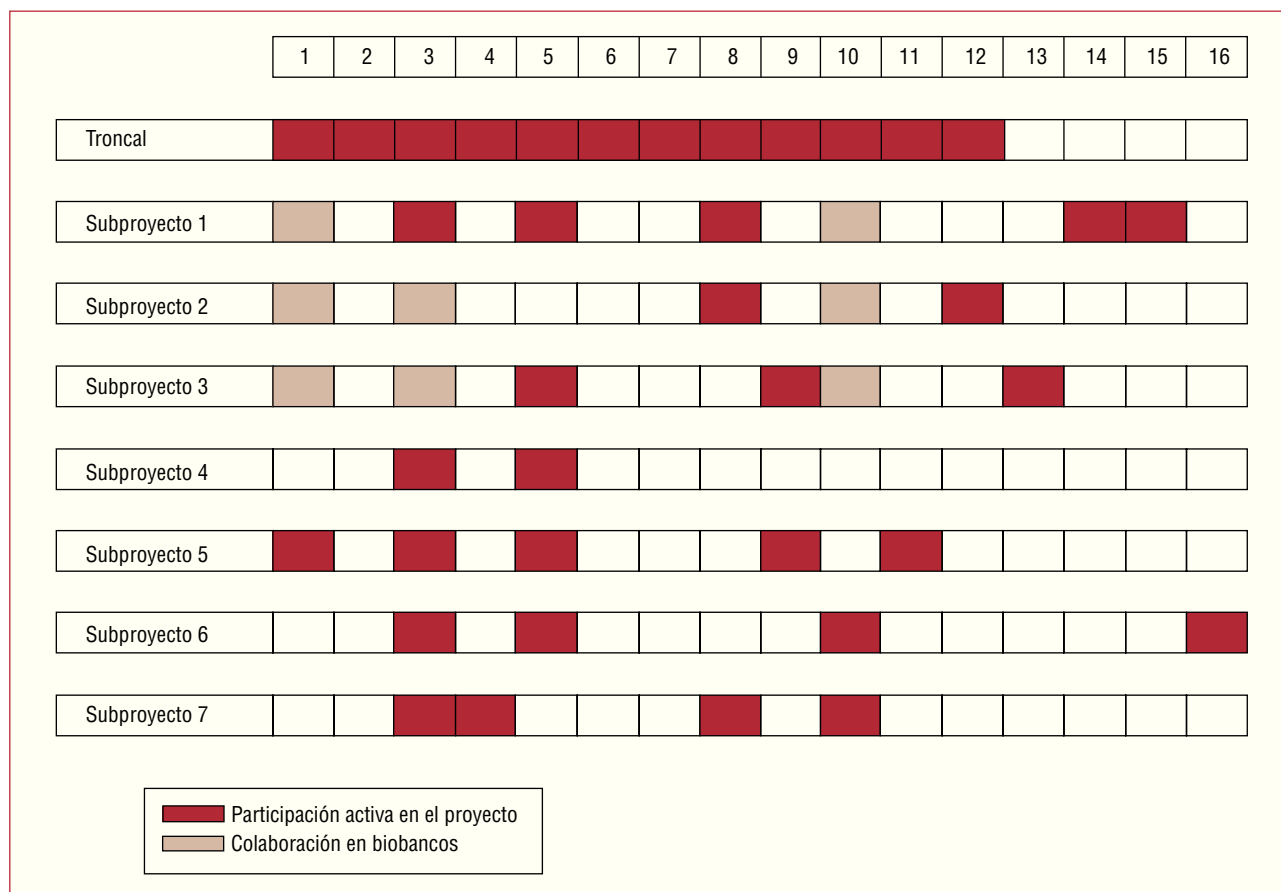 1 2 3 4 5 6 7 8 9 10 11 12 13 14 15 16
Troncal
Subproyecto 1
Subproyecto 2
Subproyecto 3
Subproyecto 4
Subproyecto 5
Subproyecto 6
Subproyecto 7
Participación activa en el proyecto
Colaboración en biobancos